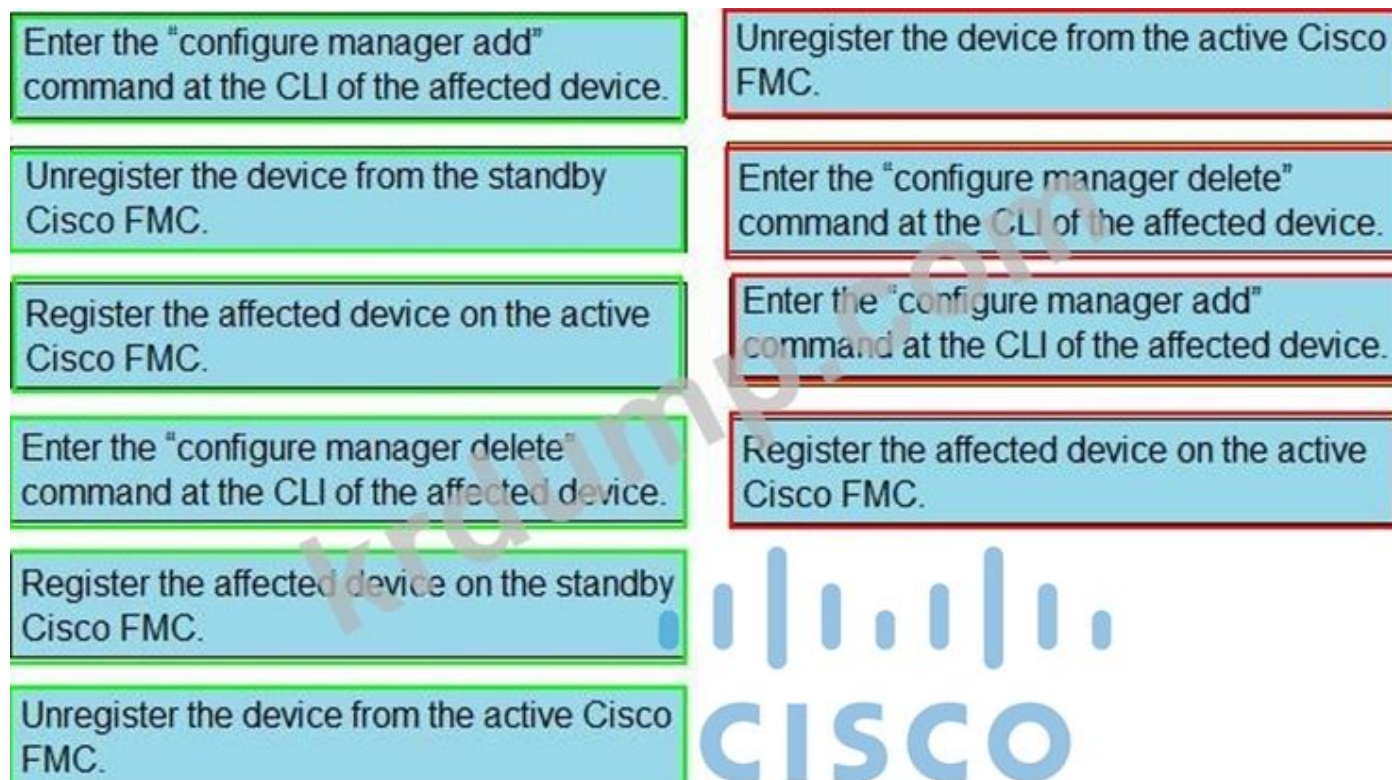 Enter the “configure manager add”
command at the CLI of the affected device.
Unregister the device from the standby
Cisco FMC.
Register the affected device on the active
Cisco FMC.
Enter the “configure manager delete”
command at the CLI of the affected device.
Register the affected device on the standby
Cisco FMC.
Unregister the device from the active Cisco
FMC.
Unregister the device from the active Cisco
FMC.
Enter the “configure manager delete”
command at the CLI of the affected device.
Enter the “configure manager add”
command at the CLI of the affected device.
Register the affected device on the active
Cisco FMC.
CISCO
krdump.com